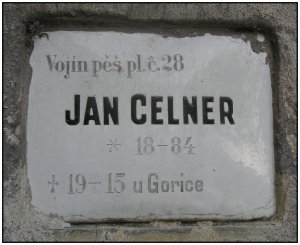 Vojín pěš. pl. č. 28
JAN CELNER
* 18-84
† 19-15 u Gorice